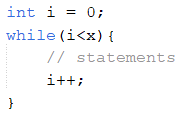 int i = 0;
while(i<x){
    // statements
    i++;
}